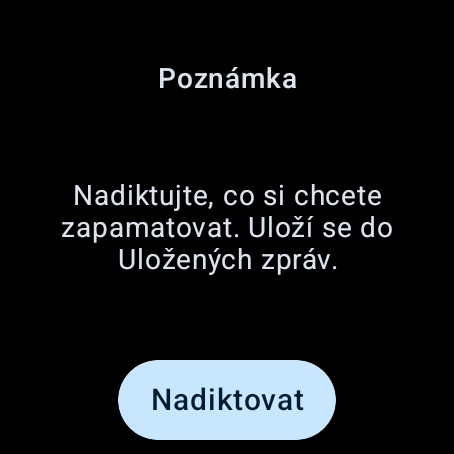 Poznámka
Nadiktujte, co si chcete
zapamatovat. Uloží se do
Uložených zpráv.
Nadiktovat